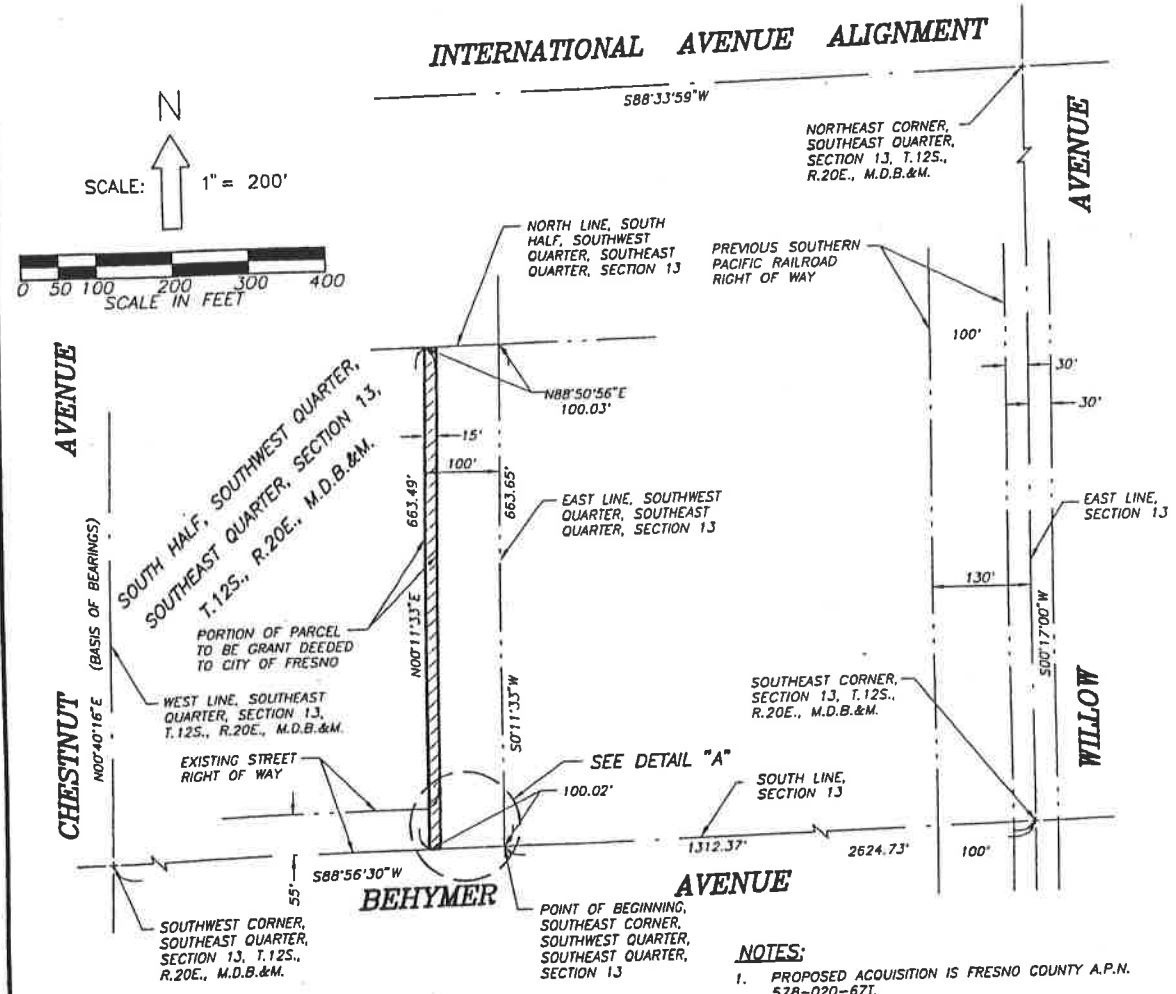 INTERNATIONAL AVENUE ALIGNMENT
S88°33'59"W
N
SCALE: 1" = 200'
0 50 100 200 300 400
SCALE IN FEET
NORTHEAST CORNER,
SOUTHEAST QUARTER,
SECTION 13, T.12S.,
R.20E., M.D.B.&M.
AVENUE
NORTH LINE, SOUTH
HALF, SOUTHWEST
QUARTER, SOUTHEAST
QUARTER, SECTION 13
PREVIOUS SOUTHERN
PACIFIC RAILROAD
RIGHT OF WAY
100'
30'
30'
AVENUE
SOUTH HALF, SOUTHWEST QUARTER,
SOUTHEAST QUARTER, SECTION 13,
T.12S., R.20E., M.D.B.&M.
N88°50'56"E
100.03'
15'
100'
663.49'
663.65'
EAST LINE, SOUTHWEST
QUARTER, SOUTHEAST
QUARTER, SECTION 13
EAST LINE,
SECTION 13
130'
(BASIS OF BEARINGS)
N00°40'16"E
PORTION OF PARCEL
TO BE GRANT DEEDED
TO CITY OF FRESNO
N00°11'33"E
S0°11'33"W
S00°17'00"W
WEST LINE, SOUTHEAST
QUARTER, SECTION 13,
T.12S., R.20E., M.D.B.&M.
SOUTHEAST CORNER,
SECTION 13, T.12S.,
R.20E., M.D.B.&M.
WILLOW
CHESTNUT
EXISTING STREET
RIGHT OF WAY
SEE DETAIL "A"
100.02'
SOUTH LINE,
SECTION 13
1312.37'
2624.73'
100'
S88°56'30"W
55'
BEHYMER AVENUE
SOUTHWEST CORNER,
SOUTHEAST QUARTER,
SECTION 13, T.12S.,
R.20E., M.D.B.&M.
POINT OF BEGINNING,
SOUTHEAST CORNER,
SOUTHWEST QUARTER,
SOUTHEAST QUARTER,
SECTION 13
NOTES:
1. PROPOSED ACQUISITION IS FRESNO COUNTY A.P.N.
578-020-67T.